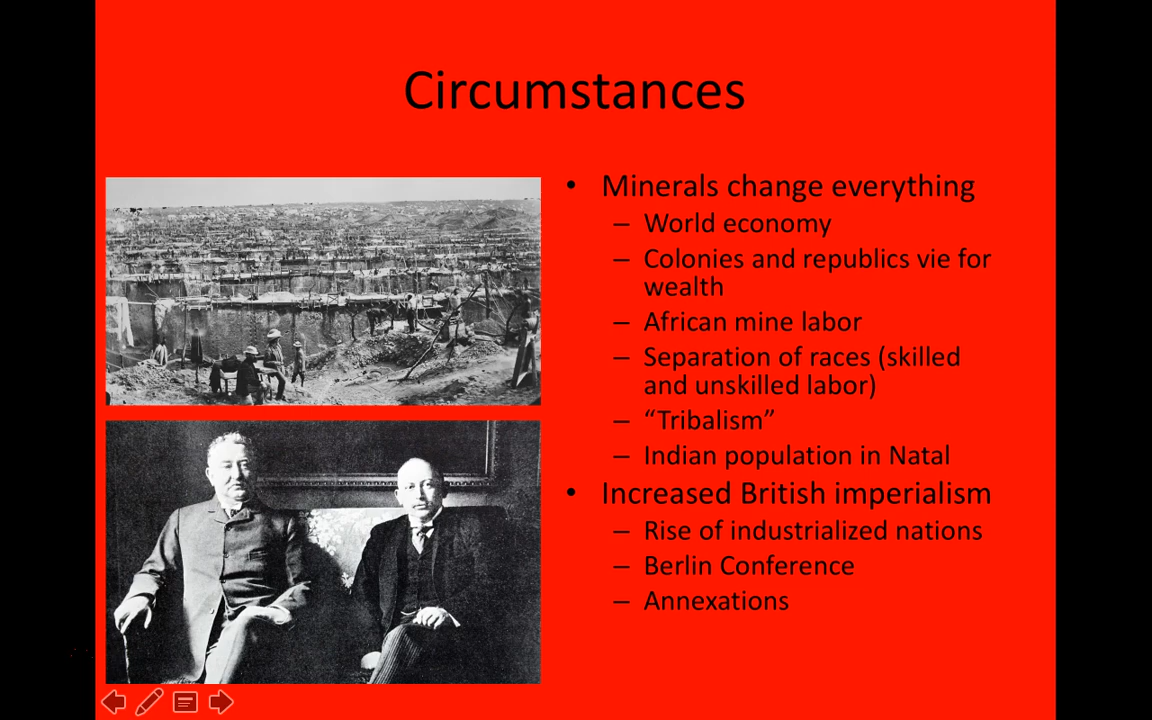 Circumstances
• Minerals change everything
– World economy
– Colonies and republics vie for
wealth
– African mine labor
– Separation of races (skilled
and unskilled labor)
– “Tribalism”
– Indian population in Natal
• Increased British imperialism
– Rise of industrialized nations
– Berlin Conference
– Annexations